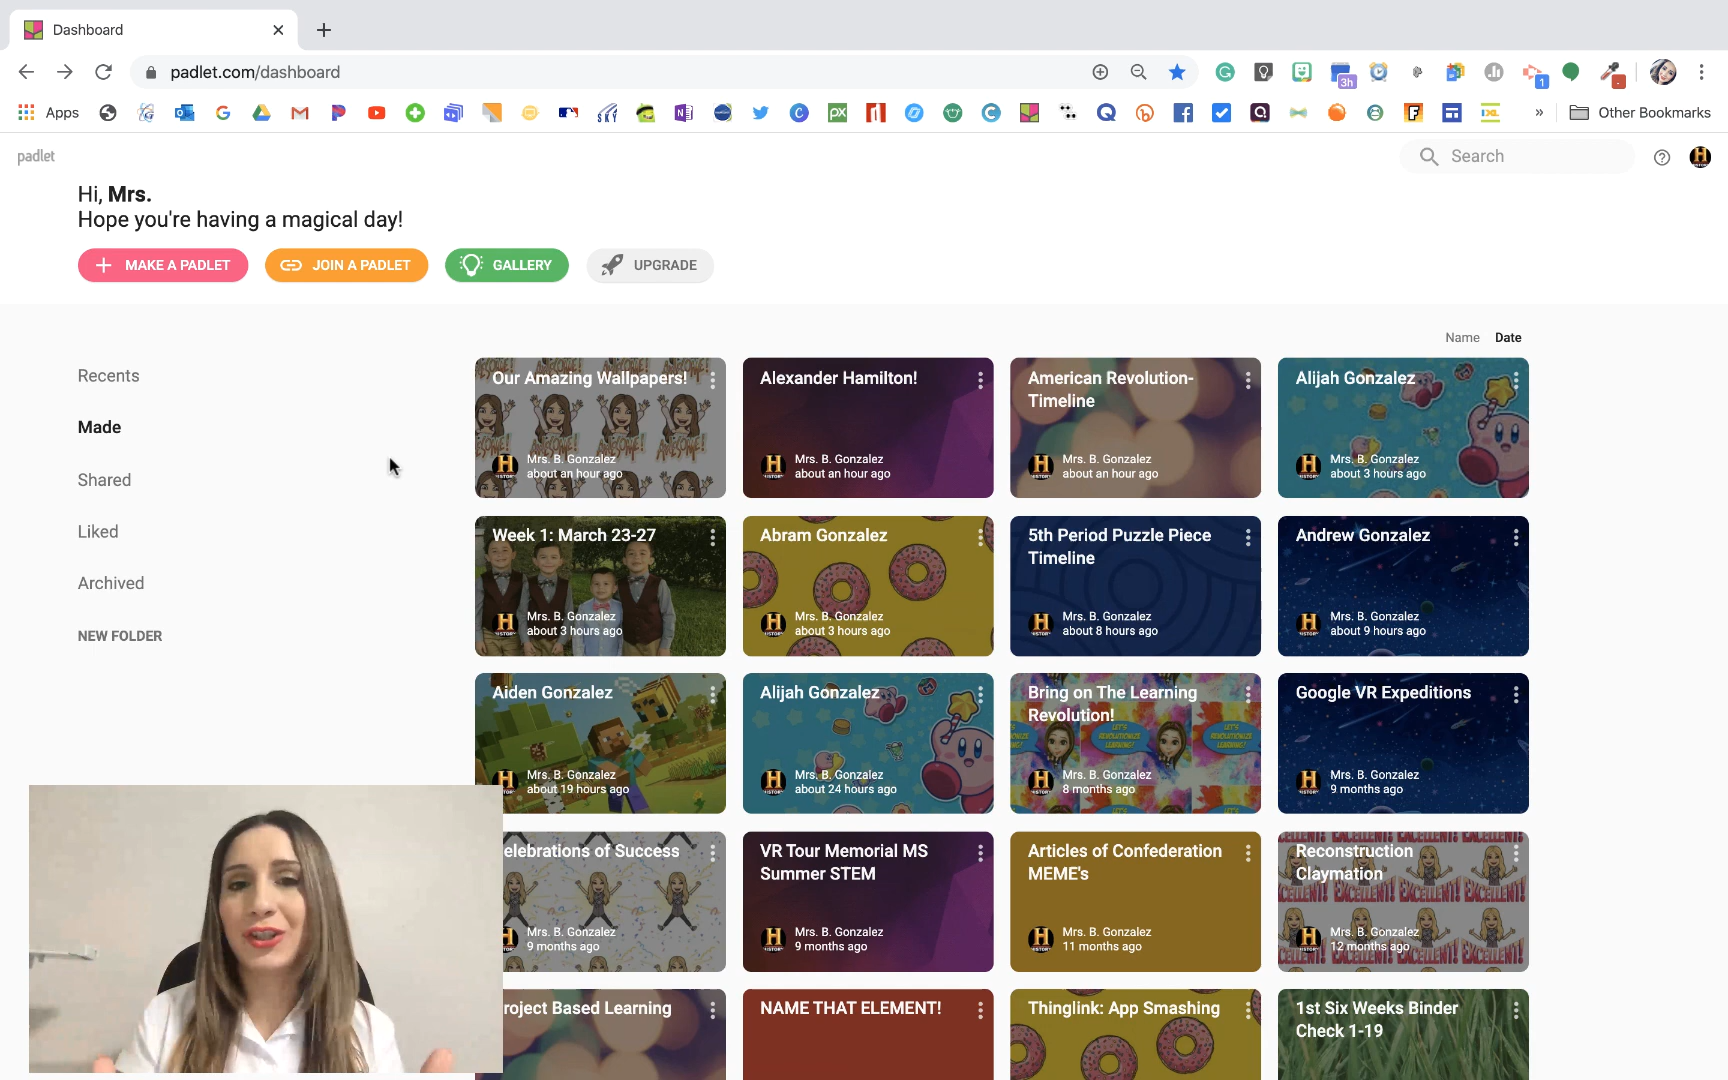 Dashboard
padlet.com/dashboard
3h
1
Apps
Other Bookmarks
padlet
Search
Hi, Mrs.
Hope you're having a magical day!
MAKE A PADLET
JOIN A PADLET
GALLERY
UPGRADE
Name Date
Recents
Made
Shared
Liked
Archived
NEW FOLDER
Our Amazing Wallpapers!
Mrs. B. Gonzalez
about an hour ago
Alexander Hamilton!
Mrs. B. Gonzalez
about an hour ago
American Revolution-
Timeline
Mrs. B. Gonzalez
about an hour ago
Alijah Gonzalez
Mrs. B. Gonzalez
about 3 hours ago
Week 1: March 23-27
Mrs. B. Gonzalez
about 3 hours ago
Abram Gonzalez
Mrs. B. Gonzalez
about 3 hours ago
5th Period Puzzle Piece
Timeline
Mrs. B. Gonzalez
about 8 hours ago
Andrew Gonzalez
Mrs. B. Gonzalez
about 9 hours ago
Aiden Gonzalez
Mrs. B. Gonzalez
about 19 hours ago
Alijah Gonzalez
Mrs. B. Gonzalez
about 24 hours ago
Bring on The Learning
Revolution!
Mrs. B. Gonzalez
8 months ago
Google VR Expeditions
Mrs. B. Gonzalez
9 months ago
elebrations of Success
Mrs. B. Gonzalez
9 months ago
VR Tour Memorial MS
Summer STEM
Mrs. B. Gonzalez
9 months ago
Articles of Confederation
MEME's
Mrs. B. Gonzalez
11 months ago
Reconstruction
Claymation
Mrs. B. Gonzalez
12 months ago
roject Based Learning
NAME THAT ELEMENT!
Thinglink: App Smashing
1st Six Weeks Binder
Check 1-19